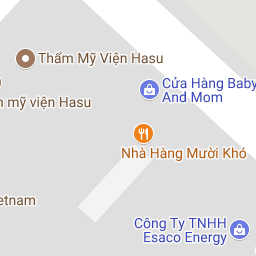 Thẩm Mỹ Viện Hasu
Cửa Hàng Baby
And Mom
mỹ viện Hasu
Nhà Hàng Mười Khó
etnam
Công Ty TNHH
Esaco Energy